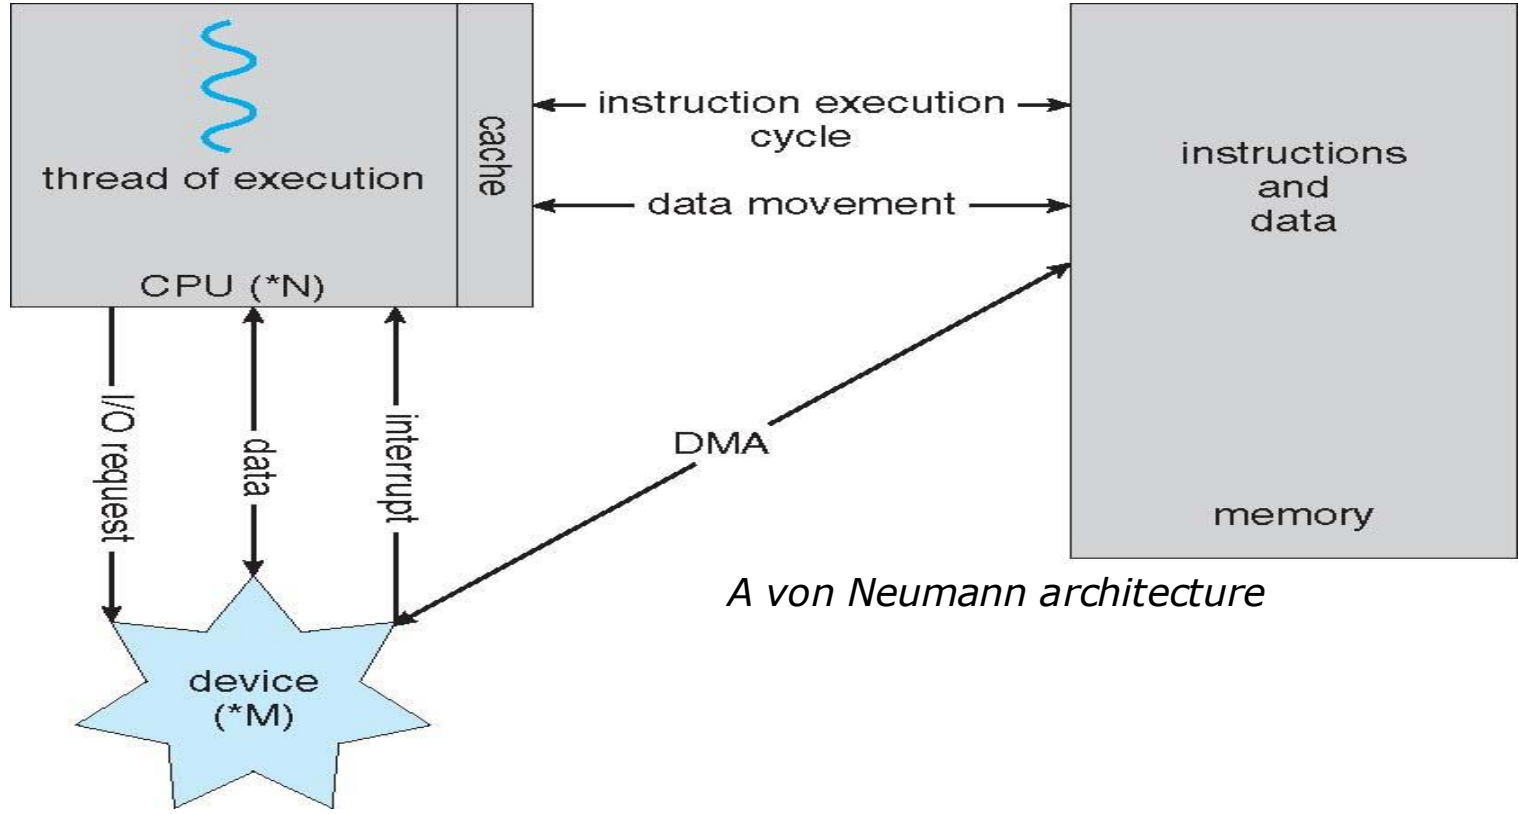 thread of execution
CPU (*N)
cache
instruction execution
cycle
data movement
instructions
and
data
memory
I/O request
data
interrupt
DMA
device
(*M)
A von Neumann architecture